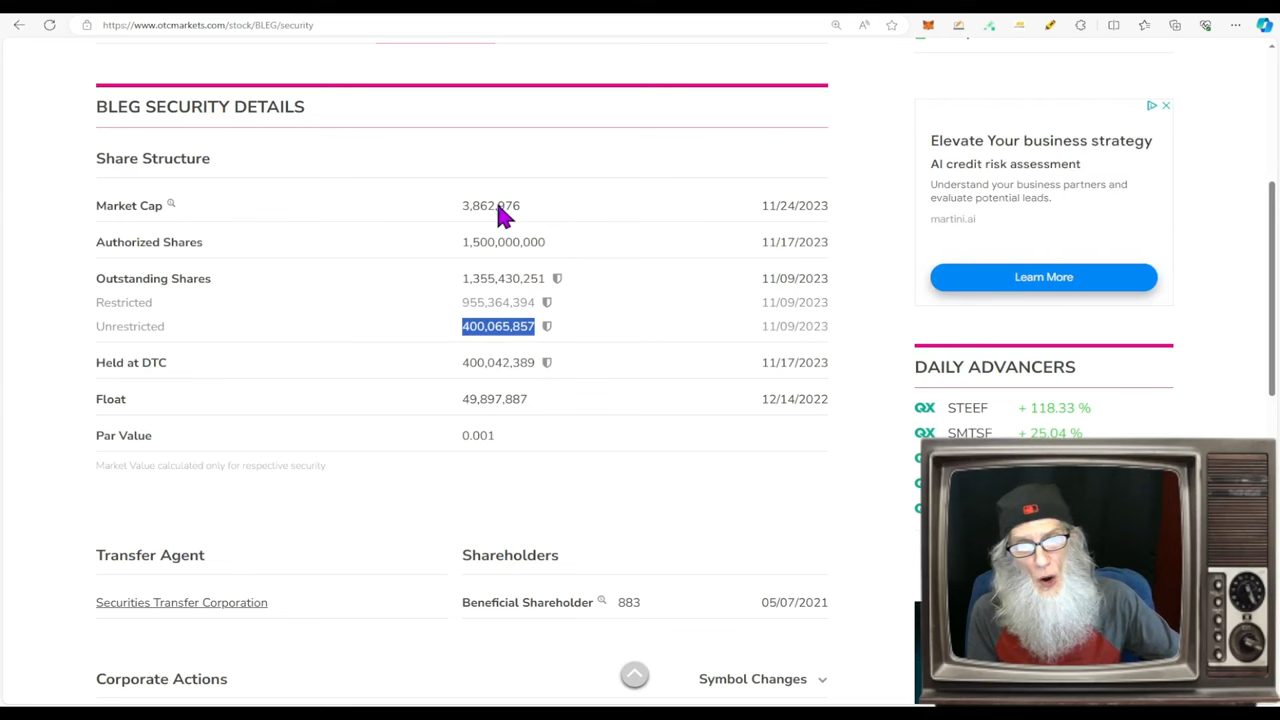 https://www.otcmarkets.com/stock/BLEG/security
BLEG SECURITY DETAILS
Share Structure
Market Cap 3,862,976 11/24/2023
Authorized Shares 1,500,000,000 11/17/2023
Outstanding Shares 1,355,430,251 11/09/2023
Restricted 955,364,394 11/09/2023
Unrestricted 400,065,857 11/09/2023
Held at DTC 400,042,389 11/17/2023
Float 49,897,887 12/14/2022
Par Value 0.001
Market Value calculated only for respective security
Transfer Agent
Securities Transfer Corporation
Shareholders
Beneficial Shareholder 883 05/07/2021
Corporate Actions
Symbol Changes
Elevate Your business strategy
AI credit risk assessment
Understand your business partners and
evaluate potential leads.
martini.ai
Learn More
DAILY ADVANCERS
QX STEEF + 118.33 %
QX SMTSF + 25.04 %